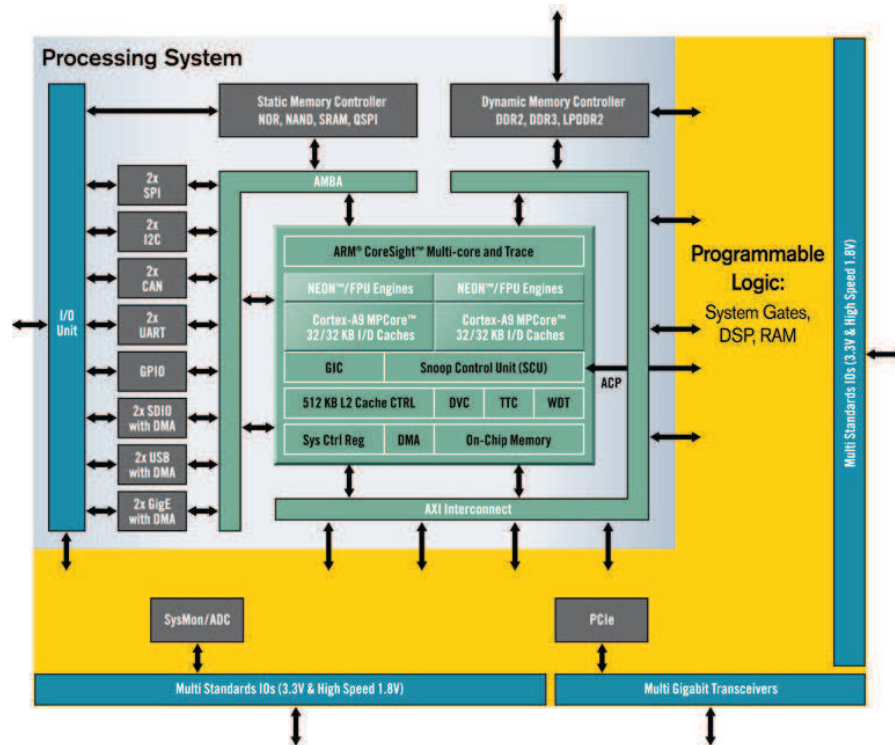 Processing System
Static Memory Controller
NOR, NAND, SRAM, QSPI
Dynamic Memory Controller
DDR2, DDR3, LPDDR2
AMBA
2x
SPI
2x
I2C
2x
CAN
2x
UART
GPIO
2x SDIO
with DMA
2x USB
with DMA
2x GigE
with DMA
I/O
Unit
ARM® CoreSight™ Multi-core and Trace
NEON™/FPU Engines
NEON™/FPU Engines
Cortex-A9 MPCore™
32/32 KB I/D Caches
Cortex-A9 MPCore™
32/32 KB I/D Caches
GIC
Snoop Control Unit (SCU)
ACP
512 KB L2 Cache CTRL
DVC
TTC
WDT
Sys Ctrl Reg
DMA
On-Chip Memory
AXI Interconnect
Programmable
Logic:
System Gates,
DSP, RAM
Multi Standards IOs (3.3V & High Speed 1.8V)
SysMon/ADC
PCIe
Multi Standards IOs (3.3V & High Speed 1.8V)
Multi Gigabit Transceivers